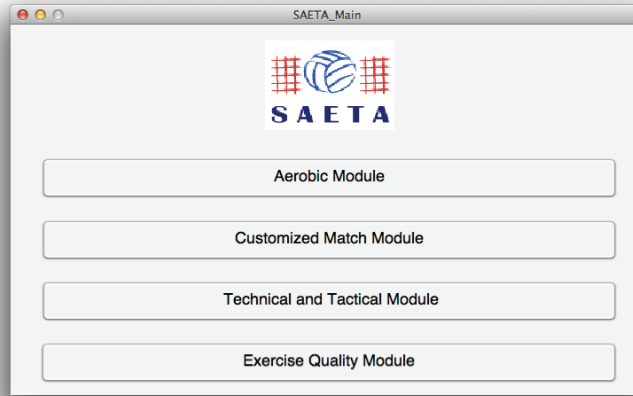 SAETA_Main
SAETA
Aerobic Module
Customized Match Module
Technical and Tactical Module
Exercise Quality Module